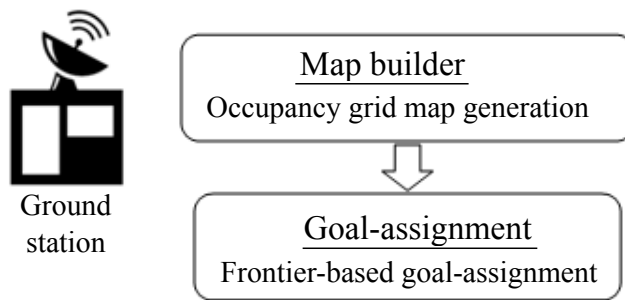 Map builder
Occupancy grid map generation
Ground
station
Goal-assignment
Frontier-based goal-assignment